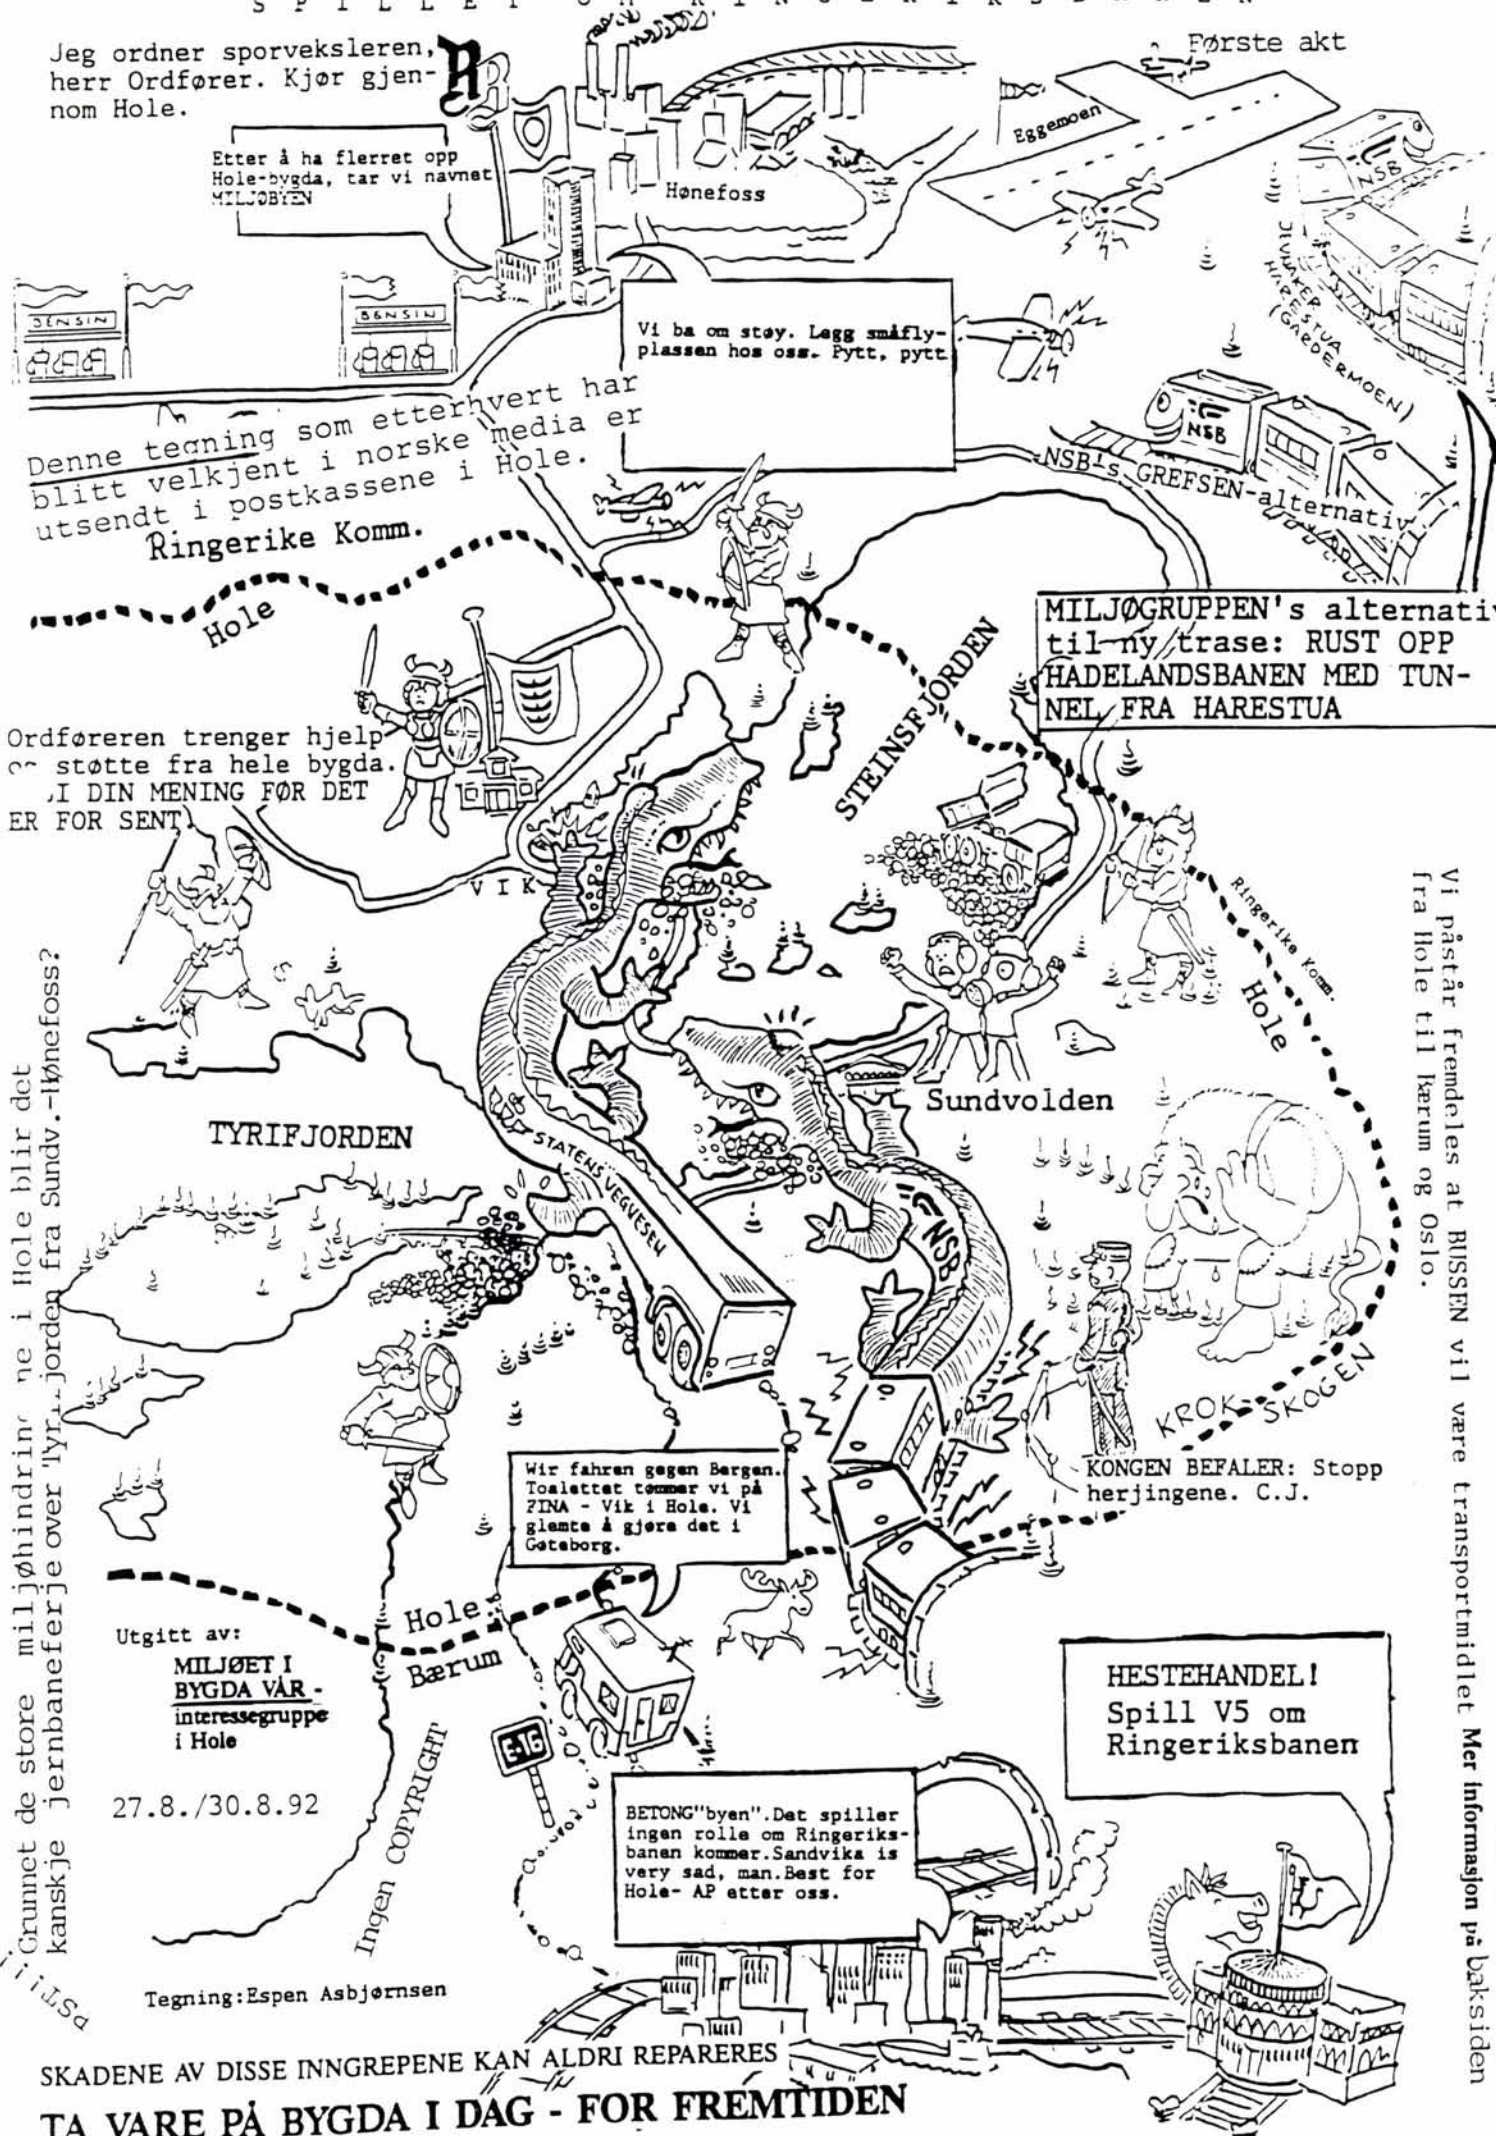 SPILLET OM RINGERIKSBANEN
Første akt
Jeg ordner sporveksleren,
herr Ordfører. Kjør gjen-
nom Hole.
Etter å ha flerret opp
Hole-bygda, tar vi navnet
MILJØBYEN
Hønefoss
Eggemoen
NSB
JEVNAKER
HARESTUA
(GARDERMOEN)
BENSIN
BENSIN
Vi ba om støy. Legg småfly-
plassen hos oss. Pytt, pytt
NSB
NSB's GREFSEN-alternativ
Denne tegning som etterhvert har
blitt velkjent i norske media er
utsendt i postkassene i Hole.
Ringerike Komm.
Hole
MILJØGRUPPEN's alternativ
til ny trase: RUST OPP
HADELANDSBANEN MED TUN-
NEL FRA HARESTUA
STEINSFJORDEN
Ordføreren trenger hjelp
støtte fra hele bygda.
DIN MENING FØR DET
ER FOR SENT
VIK
Ringerike Komm.
Hole
Sundvolden
TYRIFJORDEN
STATENS VEGVESEN
NSB
KROK-
SKOGEN
KONGEN BEFALER: Stopp
herjingene. C.J.
Wir fahren gegen Bergen.
Toalettet tømmer vi på
FINA - Vik i Hole. Vi
glemte å gjøre det i
Gøteborg.
Hole
Bærum
E-16
Utgitt av:
MILJØET I
BYGDA VÅR -
interessegruppe
i Hole
27.8./30.8.92
Ingen COPYRIGHT
HESTEHANDEL!
Spill V5 om
Ringeriksbanen
BETONG"byen".Det spiller
ingen rolle om Ringeriks-
banen kommer.Sandvika is
very sad, man.Best for
Hole- AP etter oss.
Tegning:Espen Asbjørnsen
PST!!!!
Grunnet de store miljøhindringene i Hole blir det
kanskje jernbaneferje over Tyrifjorden fra Sundv.-Hønefoss?
Vi påstår fremdeles at BUSSEN vil være transportmidlet
fra Hole til Bærum og Oslo.
Mer informasjon på baksiden
SKADENE AV DISSE INNGREPENE KAN ALDRI REPARERES
TA VARE PÅ BYGDA I DAG - FOR FREMTIDEN